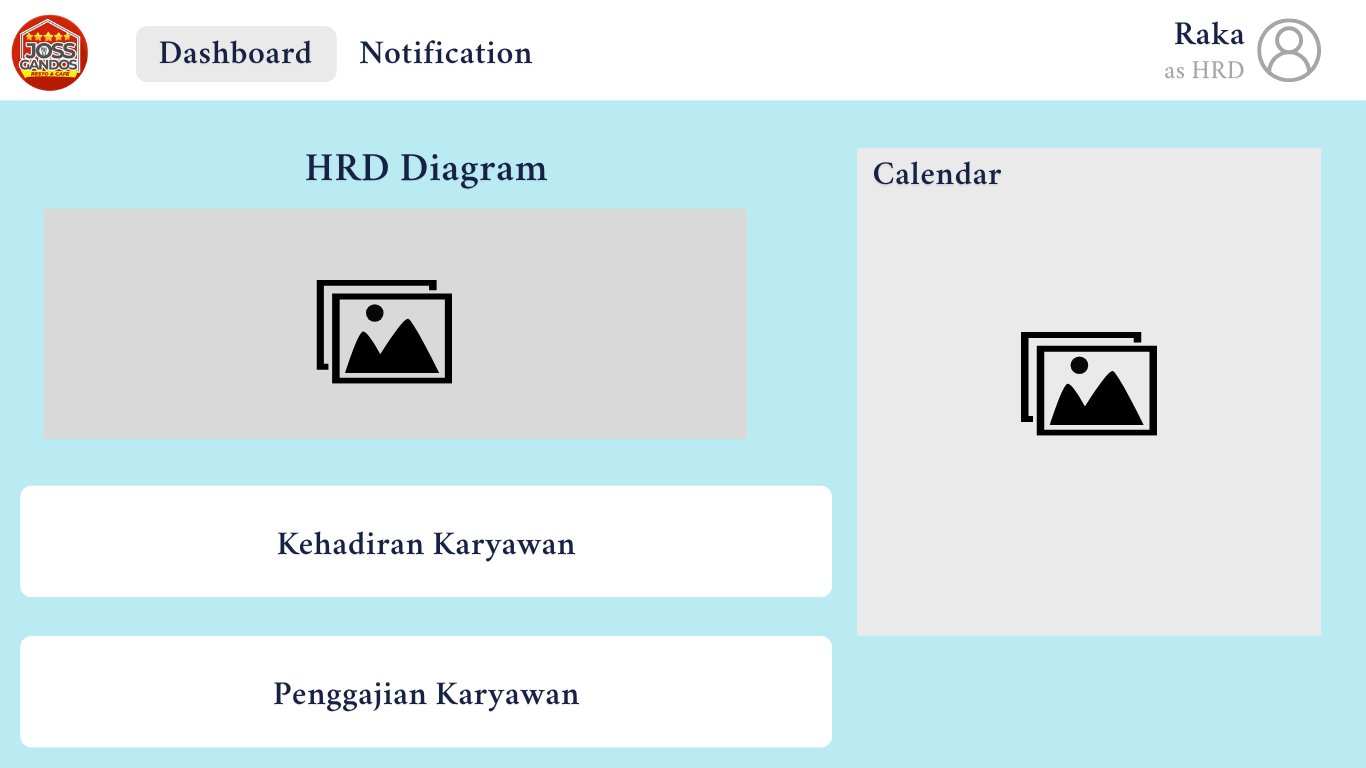 JOSS
GANDOS
RESTO & CAFE
Dashboard
Notification
Raka
as HRD
HRD Diagram
Calendar
Kehadiran Karyawan
Penggajian Karyawan